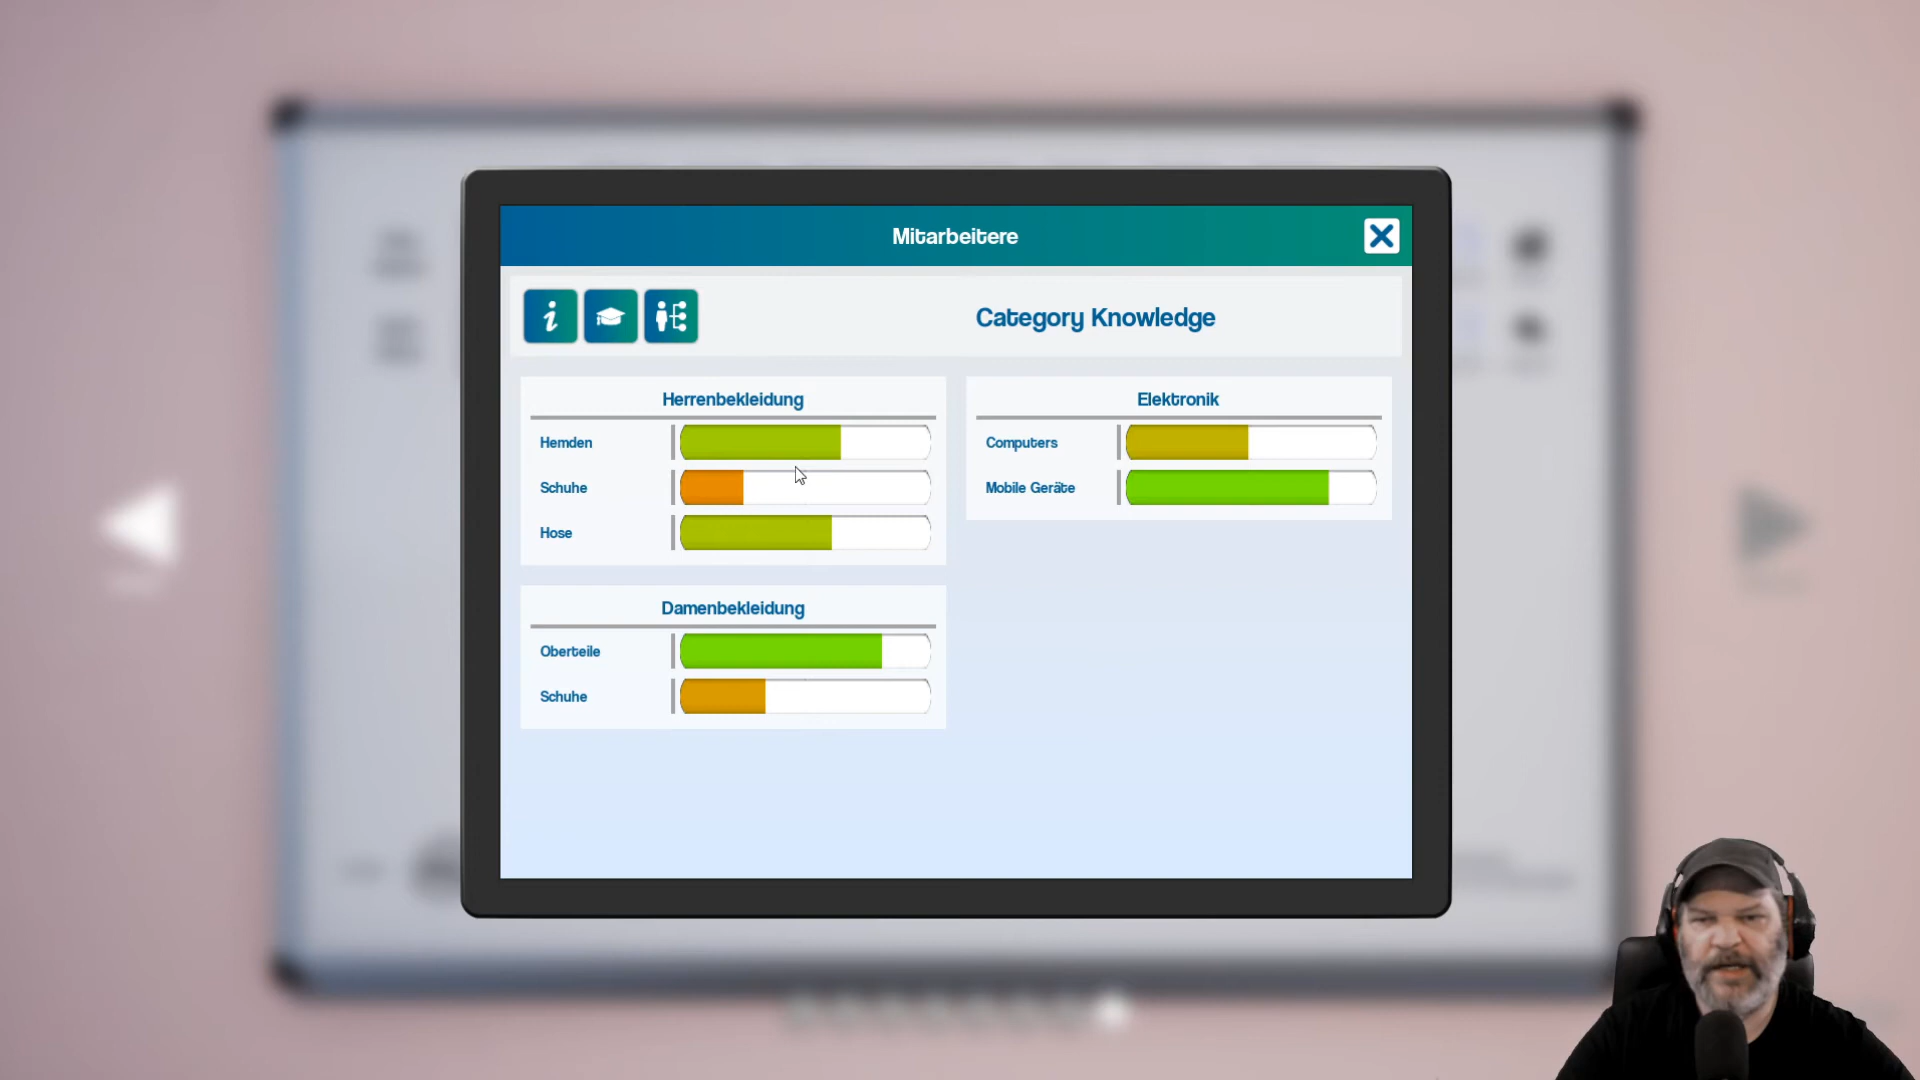 Mitarbeitere
Category Knowledge
Herrenbekleidung
Hemden
Schuhe
Hose
Damenbekleidung
Oberteile
Schuhe
Elektronik
Computers
Mobile Geräte